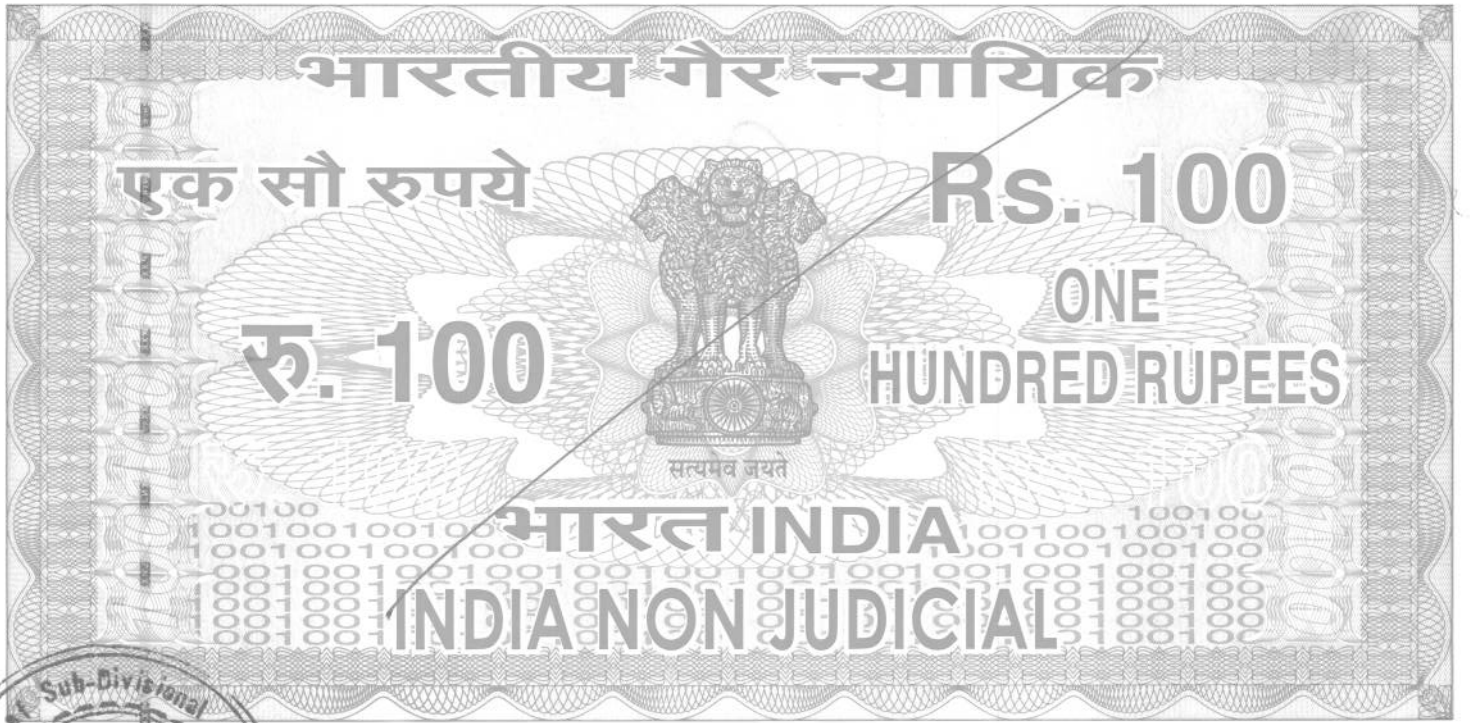 भारतीय गैर न्यायिक
एक सौ रुपये
Rs. 100
रु. 100
ONE
HUNDRED RUPEES
सत्यमेव जयते
भारत INDIA
INDIA NON JUDICIAL
Sub-Divisional